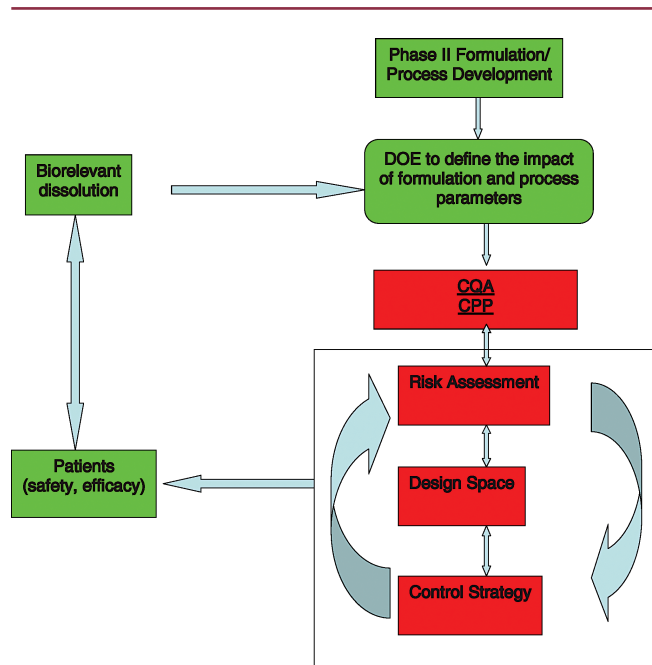 Phase II Formulation/
Process Development
DOE to define the impact
of formulation and process
parameters
Biorelevant
dissolution
CQA
CPP
Risk Assessment
Design Space
Control Strategy
Patients
(safety, efficacy)